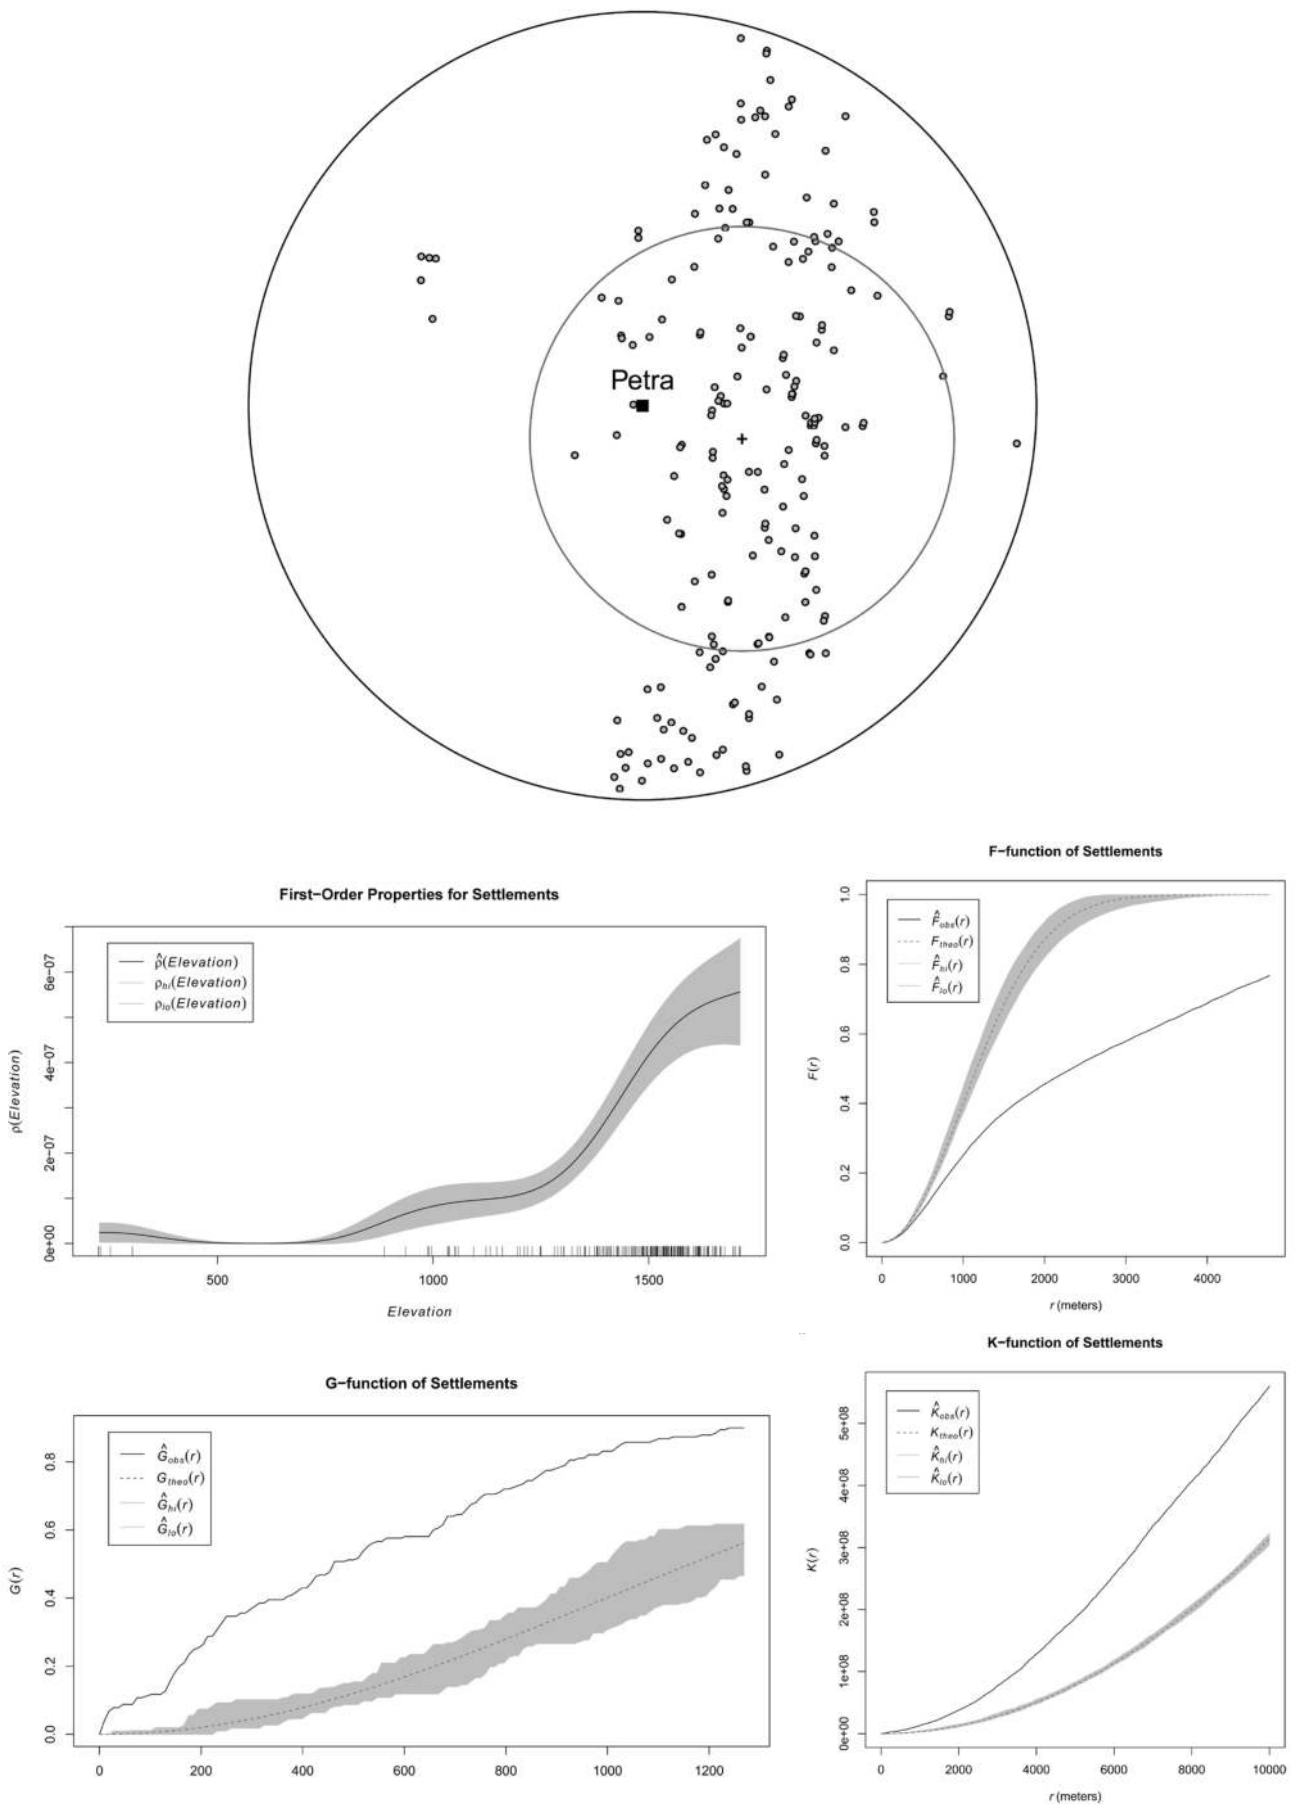 Petra
First−Order Properties for Settlements
ρ̂(Elevation)
ρhi(Elevation)
ρlo(Elevation)
ρ(Elevation)
0e+00
2e−07
4e−07
6e−07
500
1000
1500
Elevation
F−function of Settlements
F̂obs(r)
Ftheo(r)
F̂hi(r)
F̂lo(r)
F(r)
0.0
0.2
0.4
0.6
0.8
1.0
0
1000
2000
3000
4000
r (meters)
G−function of Settlements
Ĝobs(r)
Gtheo(r)
Ĝhi(r)
Ĝlo(r)
G(r)
0.0
0.2
0.4
0.6
0.8
0
200
400
600
800
1000
1200
K−function of Settlements
K̂obs(r)
Ktheo(r)
K̂hi(r)
K̂lo(r)
K(r)
0e+00
1e+08
2e+08
3e+08
4e+08
5e+08
0
2000
4000
6000
8000
10000
r (meters)